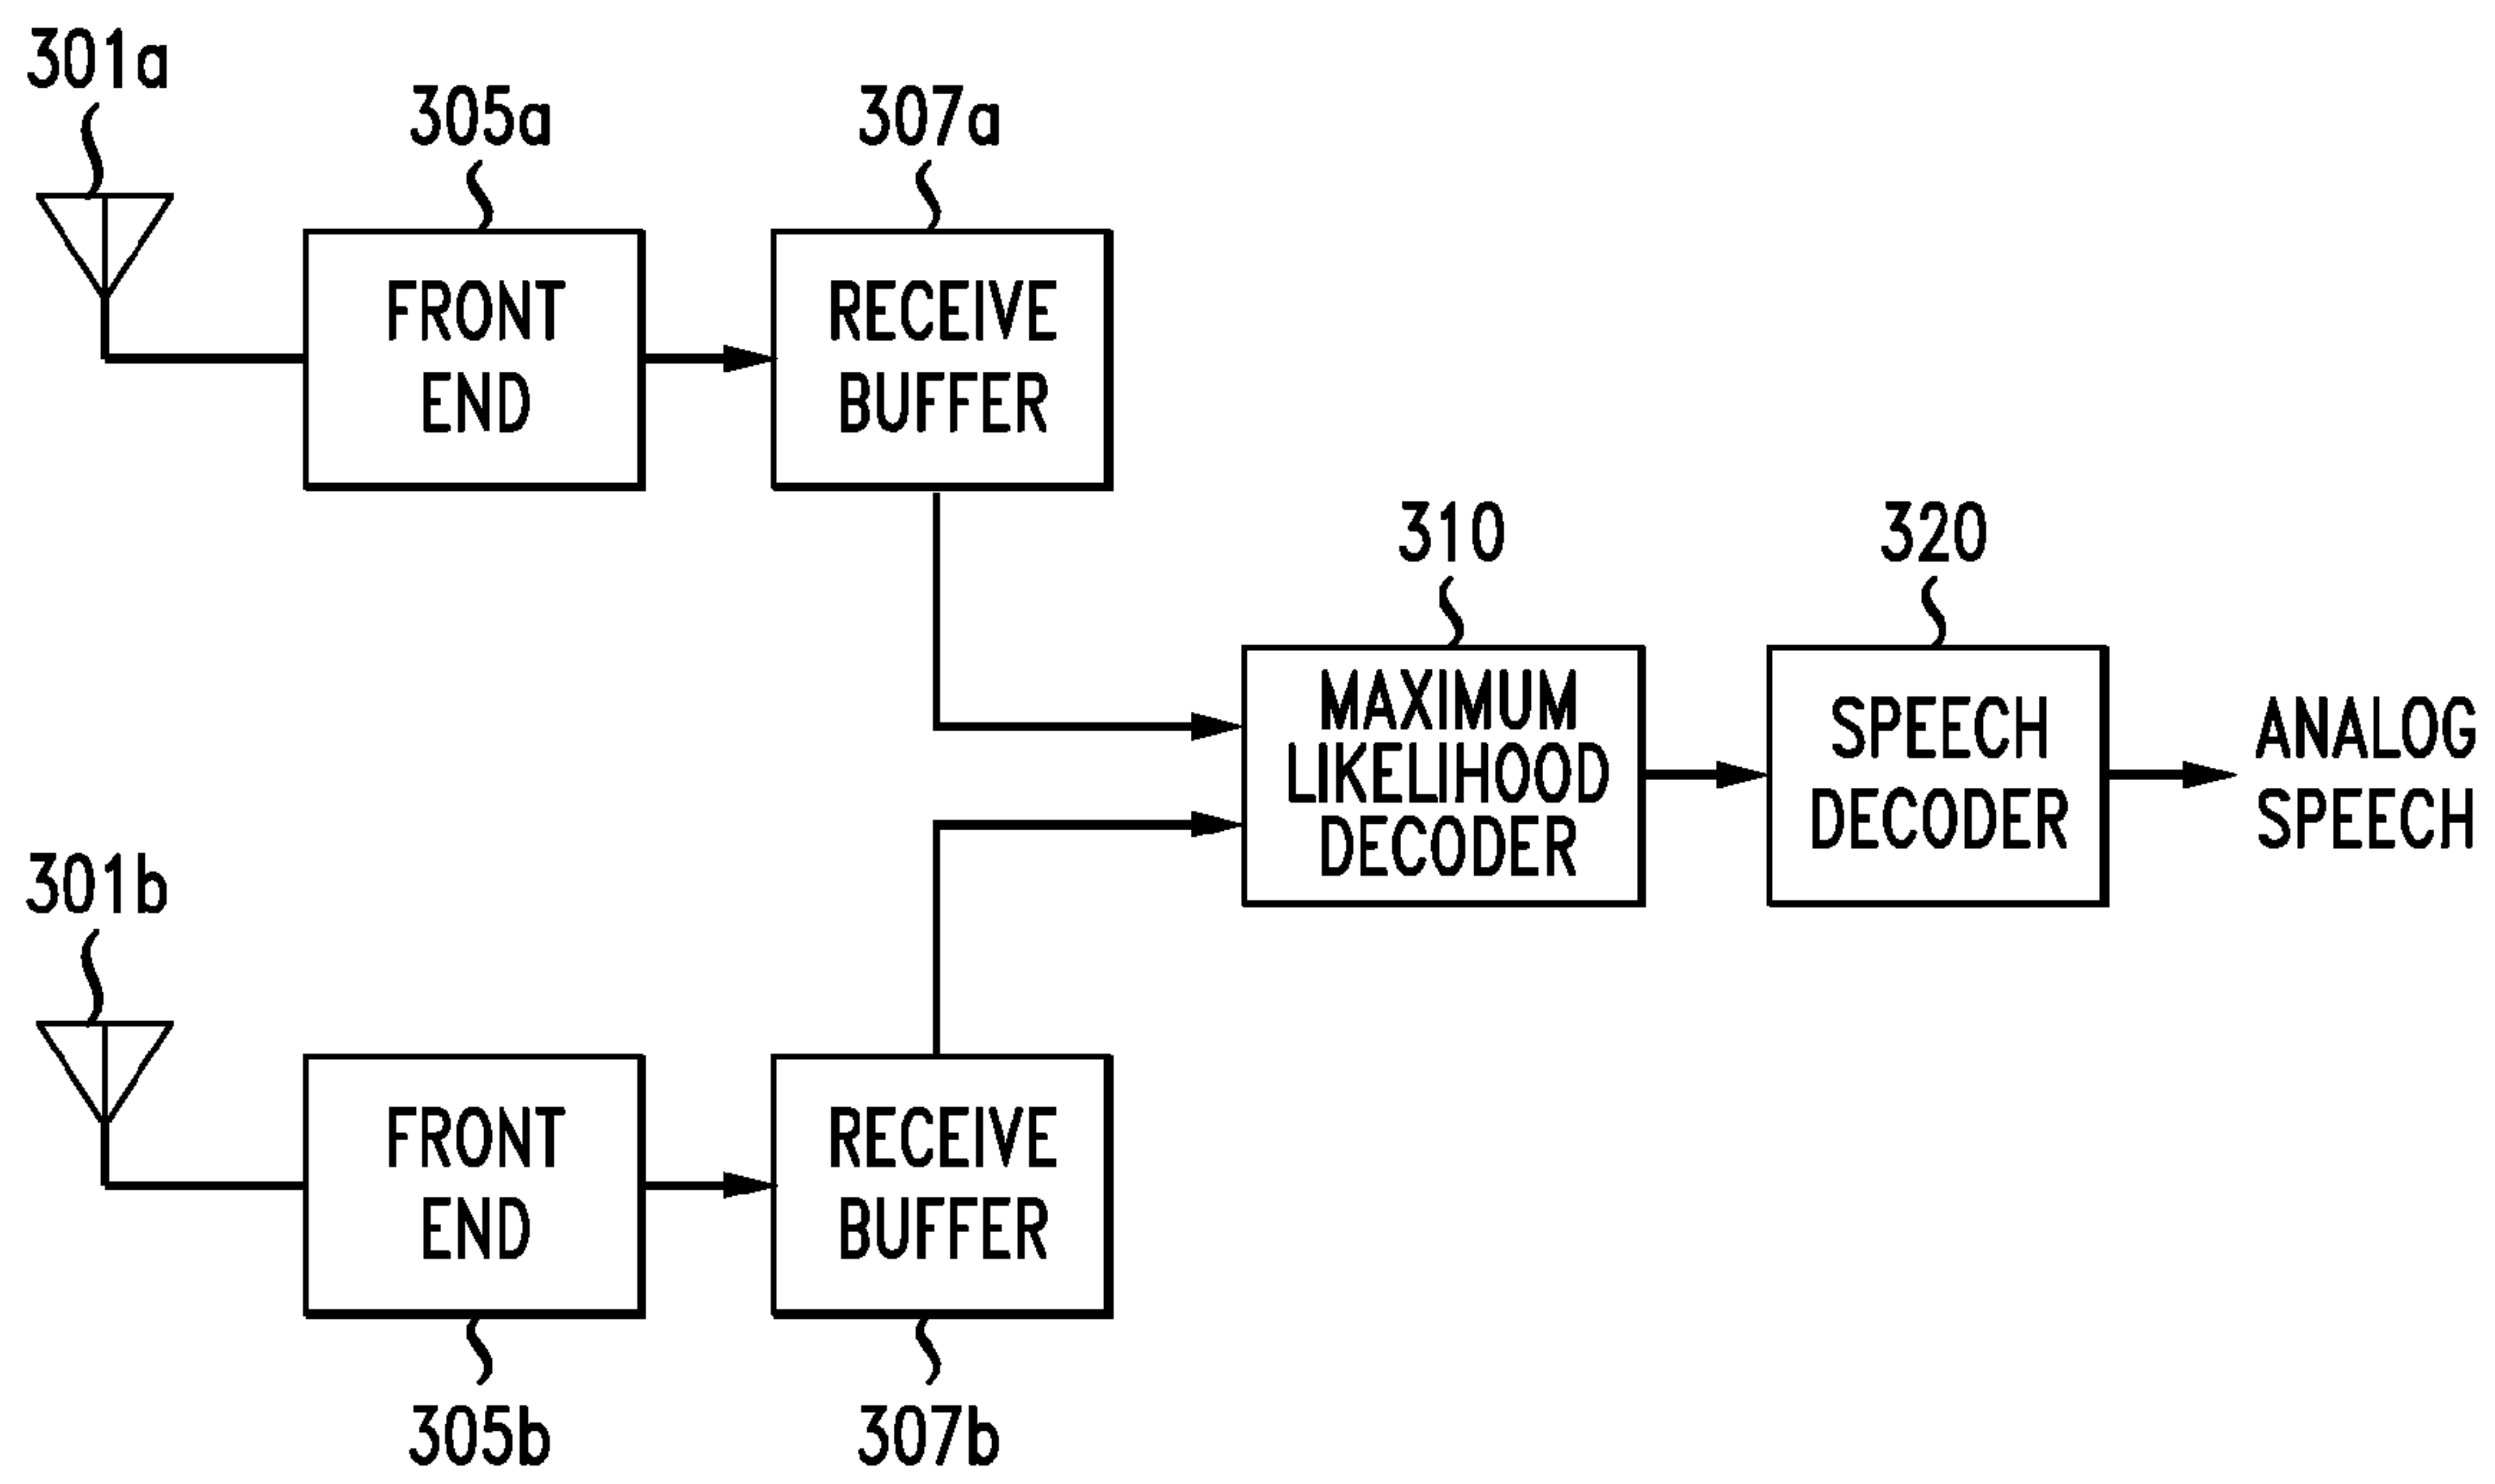 301a
305a
307a
FRONT
END
RECEIVE
BUFFER
310
320
MAXIMUM
LIKELIHOOD
DECODER
SPEECH
DECODER
ANALOG
SPEECH
301b
FRONT
END
RECEIVE
BUFFER
305b
307b